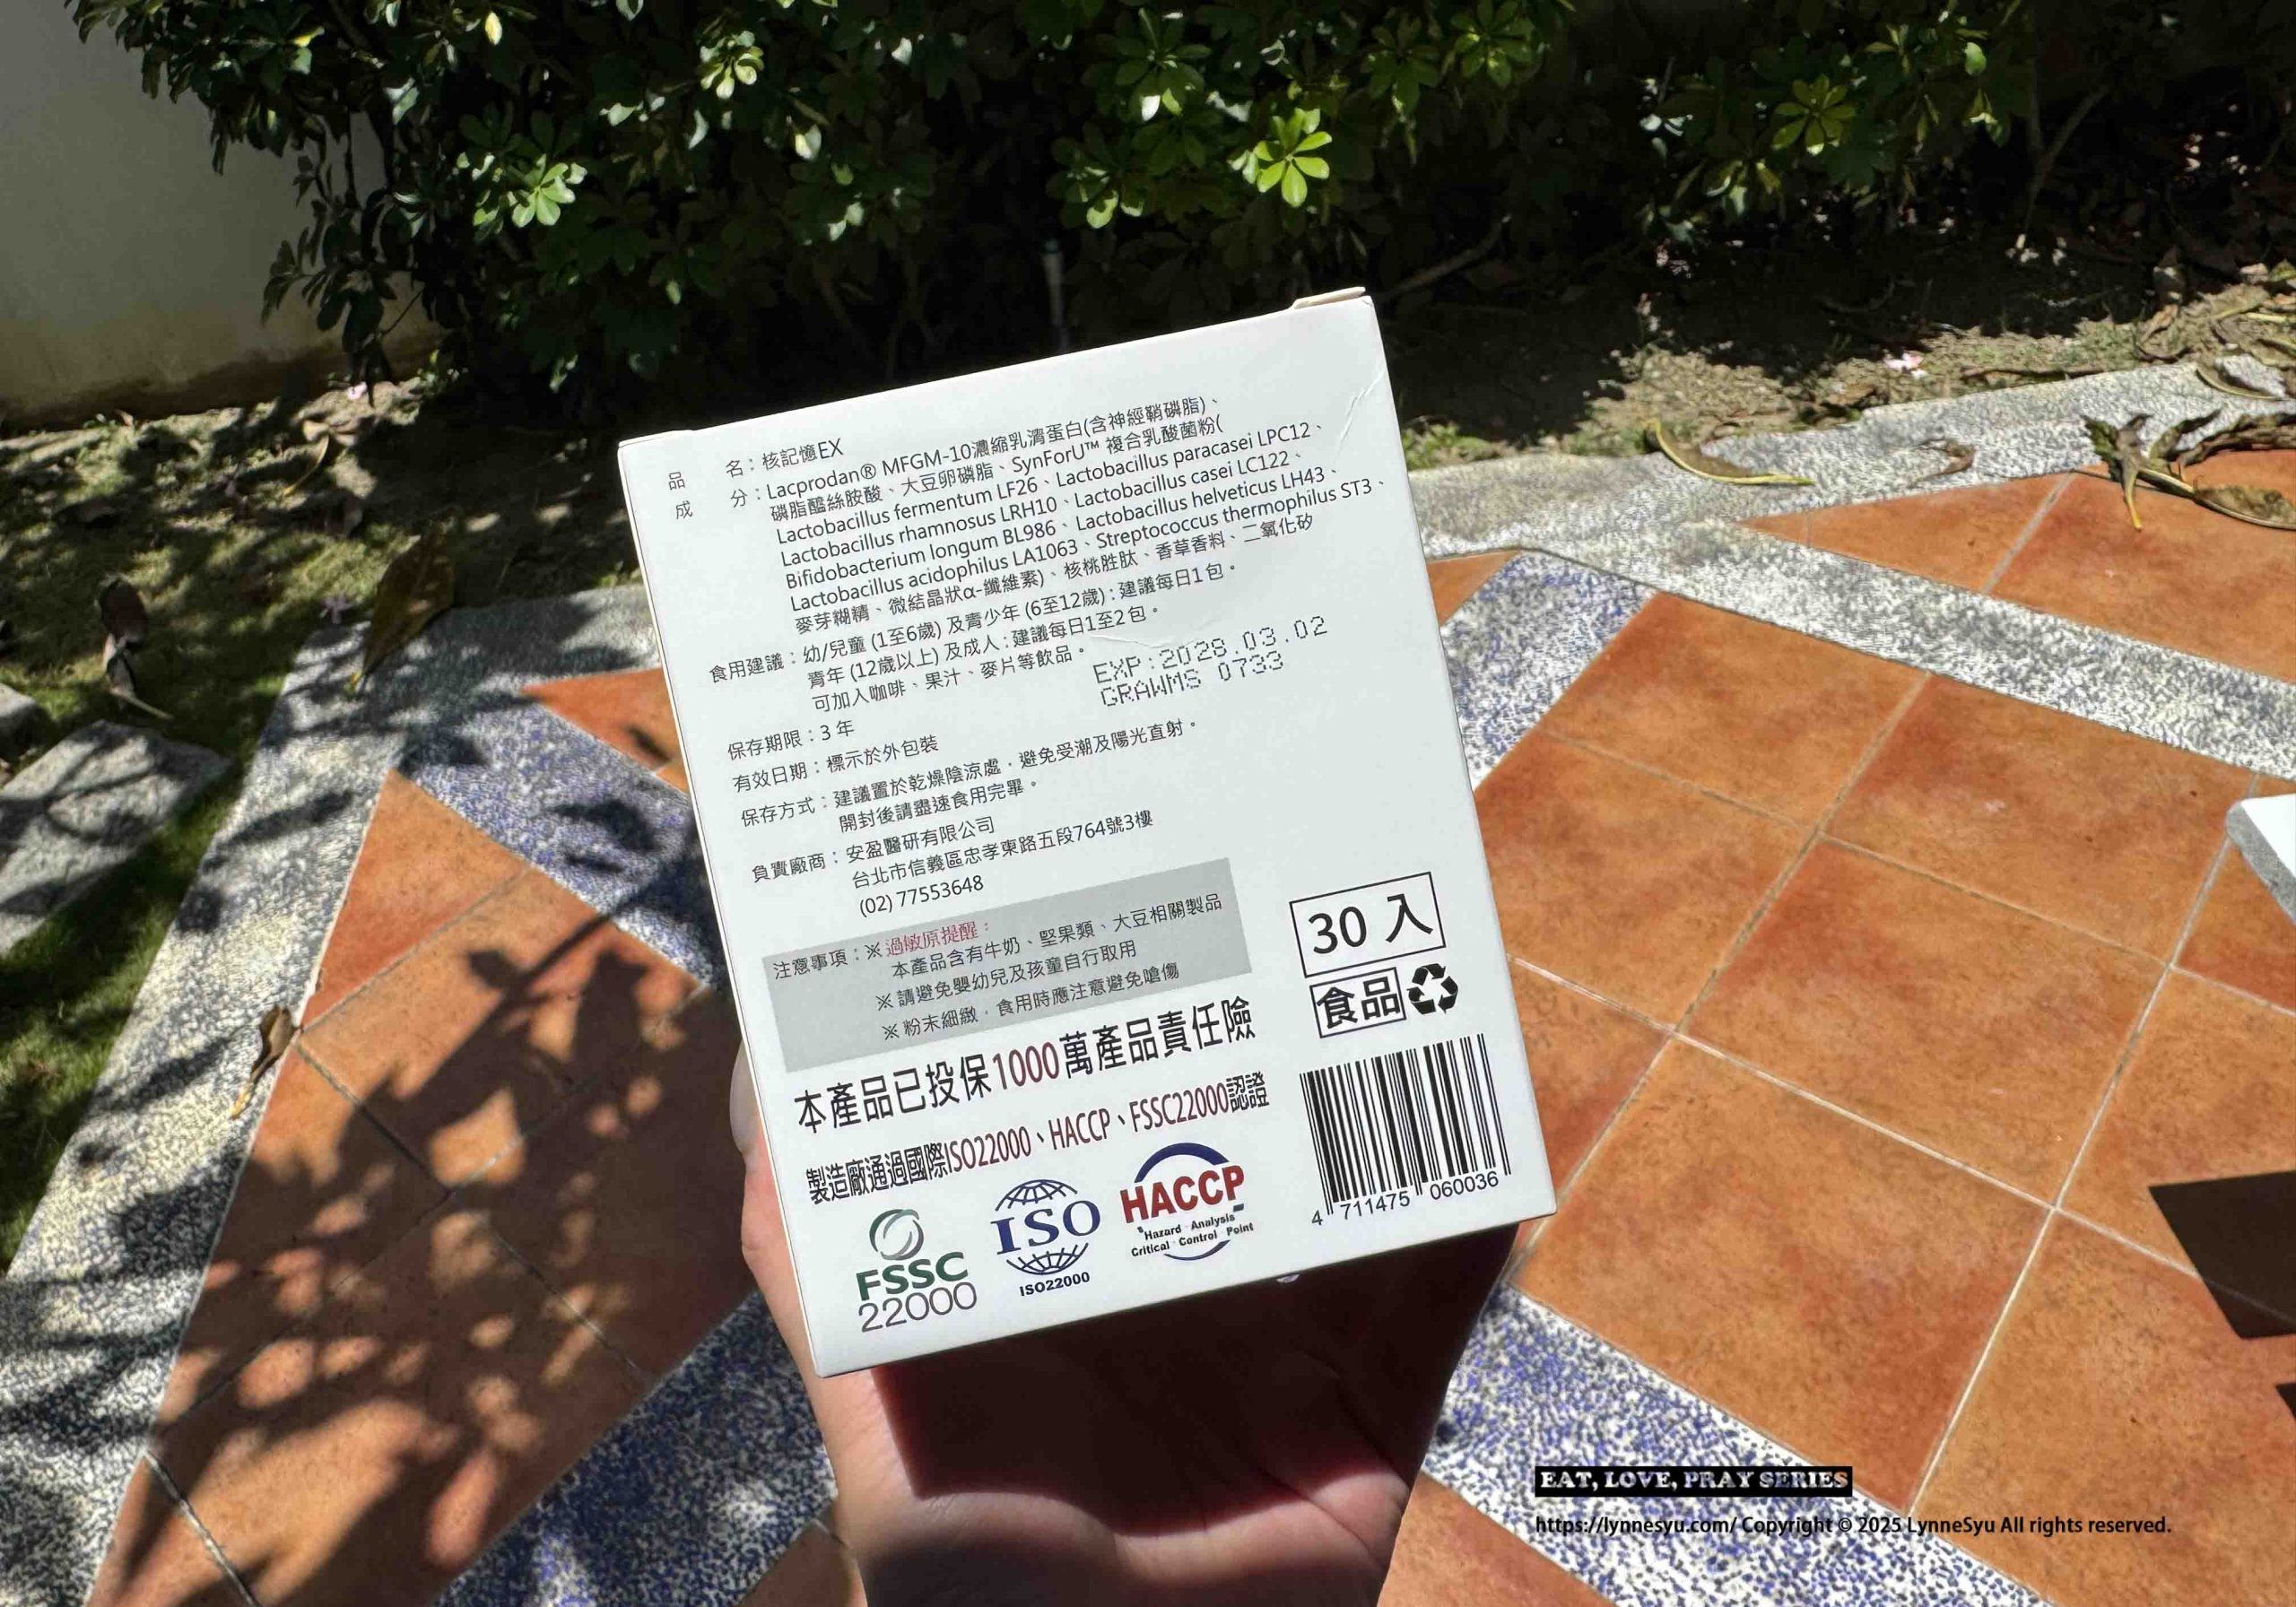 品　　名：核記憶EX
成　　分：Lacprodan® MFGM-10濃縮乳清蛋白(含神經鞘磷脂)、
磷脂醯絲胺酸、大豆卵磷脂、SynForU™ 複合乳酸菌粉(
Lactobacillus fermentum LF26、Lactobacillus paracasei LPC12、
Lactobacillus rhamnosus LRH10、Lactobacillus casei LC122、
Bifidobacterium longum BL986、Lactobacillus helveticus LH43、
Lactobacillus acidophilus LA1063、Streptococcus thermophilus ST3、
麥芽糊精、微結晶狀α-纖維素)、核桃胜肽、香草香料、二氧化矽
食用建議：幼/兒童 (1至6歲) 及青少年 (6至12歲)：建議每日1包。
青年 (12歲以上) 及成人：建議每日1至2包。
可加入咖啡、果汁、麥片等飲品。
EXP:2028.03.02
GRAWMS 0733
保存期限：3 年
有效日期：標示於外包裝
保存方式：建議置於乾燥陰涼處，避免受潮及陽光直射。
開封後請盡速食用完畢。
負責廠商：安盈醫研有限公司
台北市信義區忠孝東路五段764號3樓
(02) 77553648
注意事項：※過敏原提醒：
本產品含有牛奶、堅果類、大豆相關製品
※請避免嬰幼兒及孩童自行取用
※粉末細緻，食用時應注意避免嗆傷
30 入
食品
本產品已投保1000萬產品責任險
製造廠通過國際ISO22000、HACCP、FSSC22000認證
FSSC
22000
ISO
ISO22000
HACCP
Hazard Analysis
Critical Control Point
4 711475 060036
EAT, LOVE, PRAY SERIES
https://lynnesyu.com/ Copyright © 2025 LynneSyu All rights reserved.